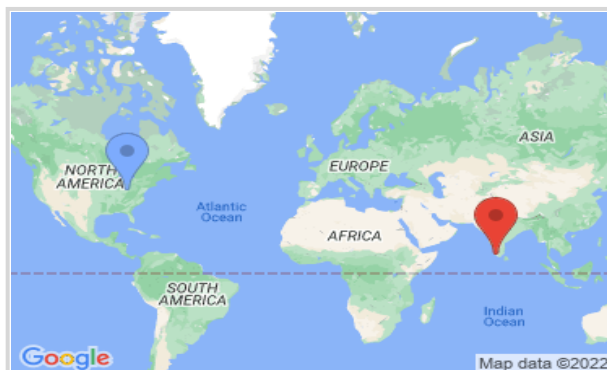 ASIA
NORTH
AMERICA
EUROPE
Atlantic
Ocean
AFRICA
SOUTH
AMERICA
Indian
Ocean
Google
Map data ©2022